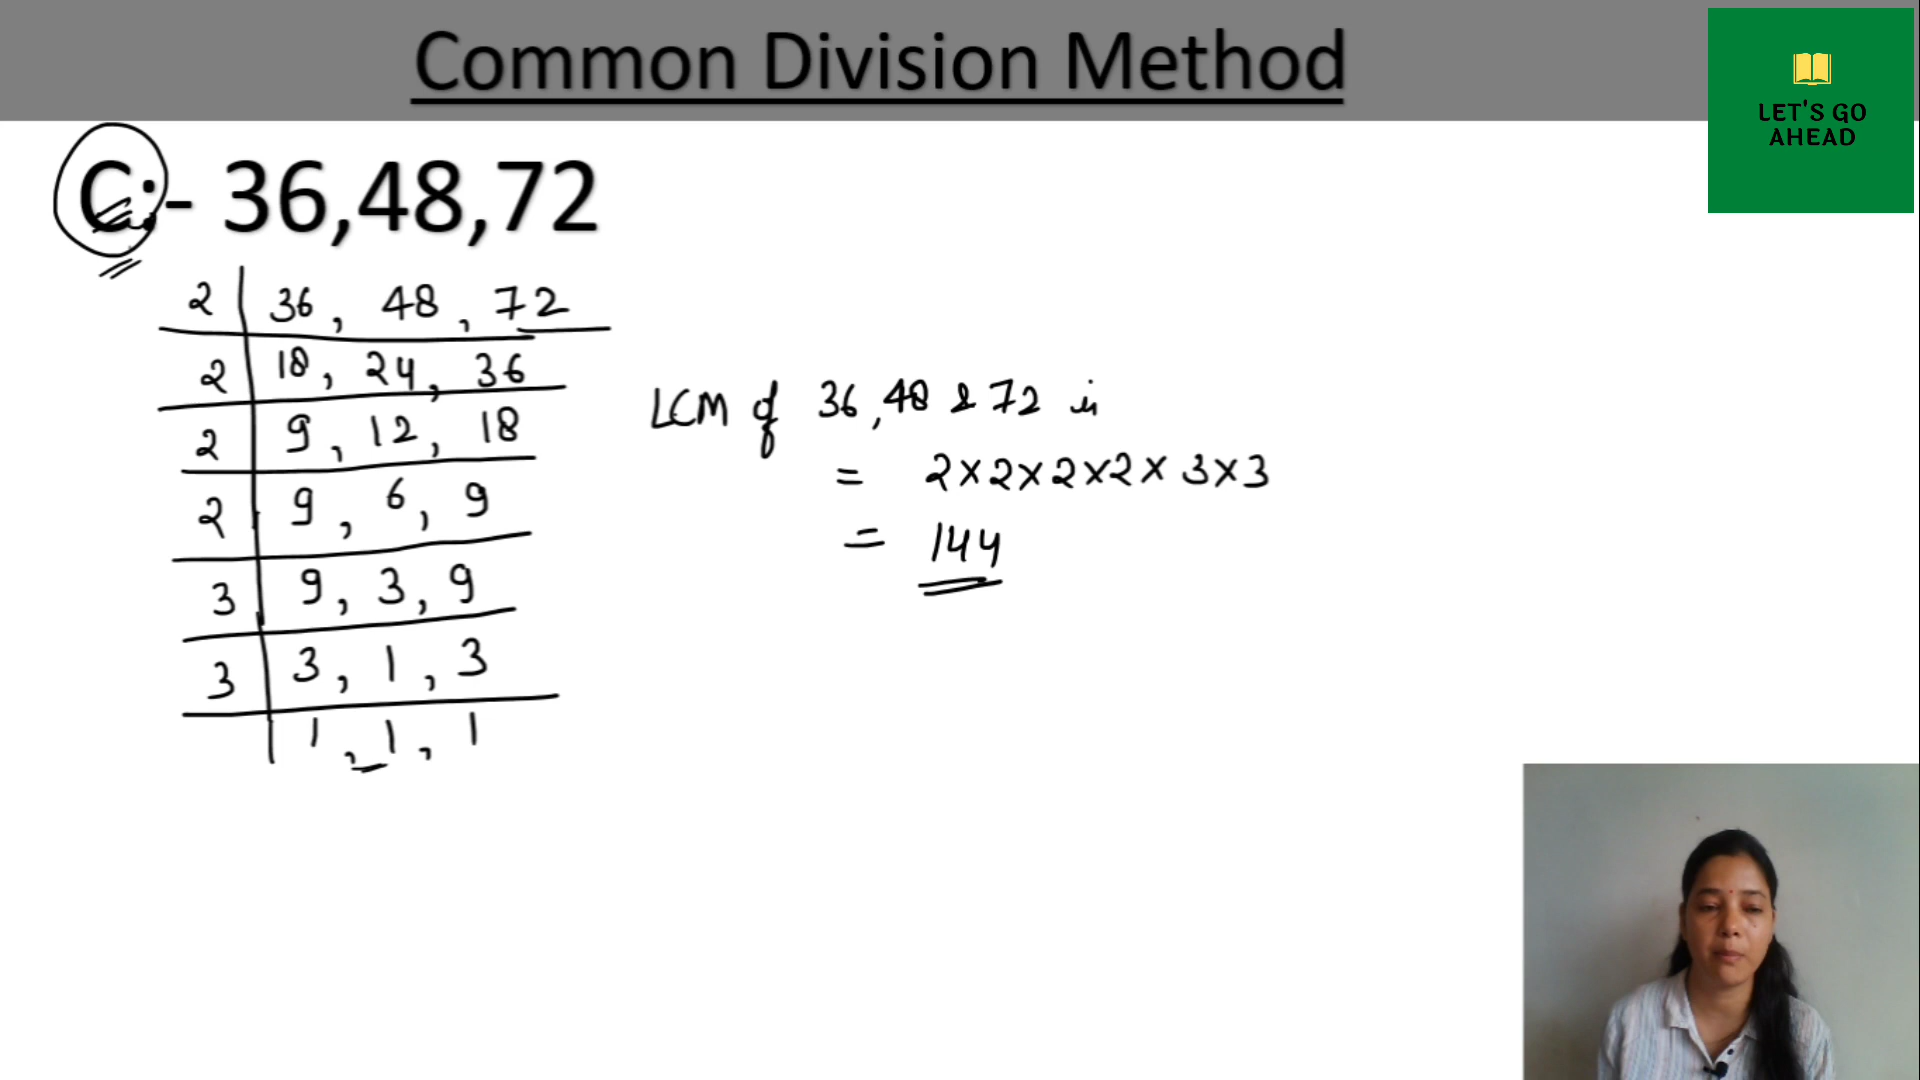 Common Division Method
LET'S GO
AHEAD
C:- 36,48,72
2 | 36, 48, 72
2 | 18, 24, 36
2 | 9, 12, 18
2 | 9, 6, 9
3 | 9, 3, 9
3 | 3, 1, 3
| 1, 1, 1
LCM of 36,48 & 72 is
= 2×2×2×2×3×3
= 144